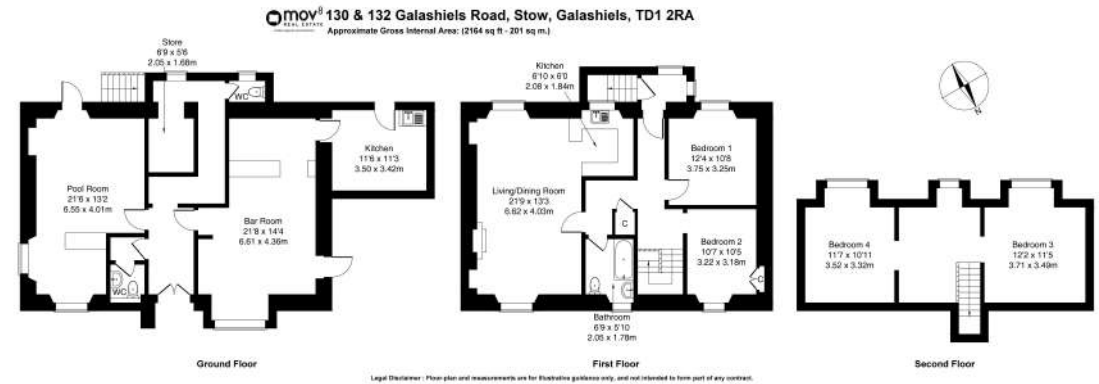 mov8 130 & 132 Galashiels Road, Stow, Galashiels, TD1 2RA
REAL ESTATE
Approximate Gross Internal Area: (2164 sq ft - 201 sq m.)
Store
6'9 x 5'6
2.05 x 1.68m
WC
Kitchen
11'6 x 11'3
3.50 x 3.42m
Pool Room
21'6 x 13'2
6.55 x 4.01m
Bar Room
21'8 x 14'4
6.61 x 4.36m
WC
Ground Floor
Kitchen
6'10 x 6'0
2.08 x 1.84m
Bedroom 1
12'4 x 10'8
3.75 x 3.25m
Living/Dining Room
21'9 x 13'3
6.62 x 4.03m
C
Bedroom 2
10'7 x 10'5
3.22 x 3.18m
C
Bathroom
6'9 x 5'10
2.05 x 1.78m
First Floor
N
Bedroom 4
11'7 x 10'11
3.52 x 3.32m
Bedroom 3
12'2 x 11'5
3.71 x 3.49m
Second Floor
Legal Disclaimer : Floor-plan and measurements are for illustrative guidance only, and not intended to form part of any contract.